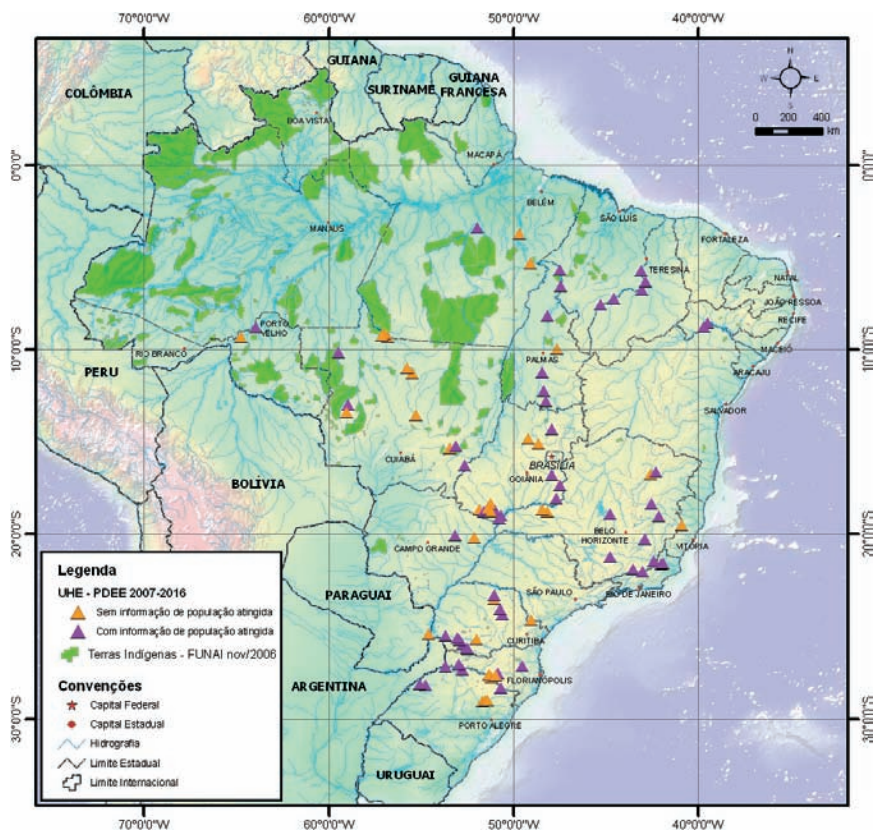 70°0'0"W 60°0'0"W 50°0'0"W 40°0'0"W
GUIANA
SURINAME
GUIANA
FRANCESA
COLÔMBIA
BOA VISTA
N
W L
S
0 200 400
km
MACAPÁ
0°0'0"
0°0'0"
BELÉM
SÃO LUÍS
MANAUS
FORTALEZA
TERESINA
NATAL
JOÃO PESSOA
RECIFE
PORTO
VELHO
RIO BRANCO
10°0'0"S
10°0'0"S
MACEIÓ
PALMAS
ARACAJU
PERU
SALVADOR
CUIABÁ
BRASÍLIA
GOIÂNIA
BOLÍVIA
BELO
HORIZONTE
VITÓRIA
20°0'0"S
20°0'0"S
CAMPO GRANDE
SÃO PAULO
RIO DE JANEIRO
PARAGUAI
CURITIBA
FLORIANÓPOLIS
ARGENTINA
PORTO ALEGRE
30°0'0"S
30°0'0"S
URUGUAI
Legenda
UHE - PDEE 2007-2016
Sem informação de população atingida
Com informação de população atingida
Terras Indígenas - FUNAI nov/2006
Convenções
Capital Federal
Capital Estadual
Hidrografia
Limite Estadual
Limite Internacional
70°0'0"W 60°0'0"W 50°0'0"W 40°0'0"W